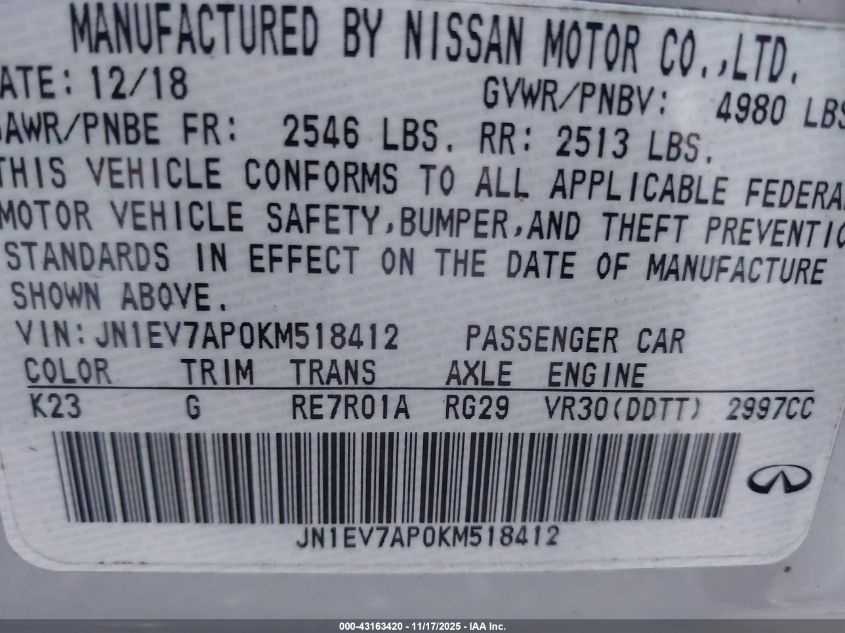 MANUFACTURED BY NISSAN MOTOR CO.,LTD.
ATE: 12/18 GVWR/PNBV: 4980 LBS
AWR/PNBE FR: 2546 LBS. RR: 2513 LBS.
THIS VEHICLE CONFORMS TO ALL APPLICABLE FEDERA
MOTOR VEHICLE SAFETY,BUMPER,AND THEFT PREVENTIO
STANDARDS IN EFFECT ON THE DATE OF MANUFACTURE
SHOWN ABOVE.
VIN:JN1EV7AP0KM518412 PASSENGER CAR
COLOR TRIM TRANS AXLE ENGINE
K23 G RE7R01A RG29 VR30(DDTT) 2997CC
JN1EV7AP0KM518412
000-43163420 - 11/17/2025 - IAA Inc.